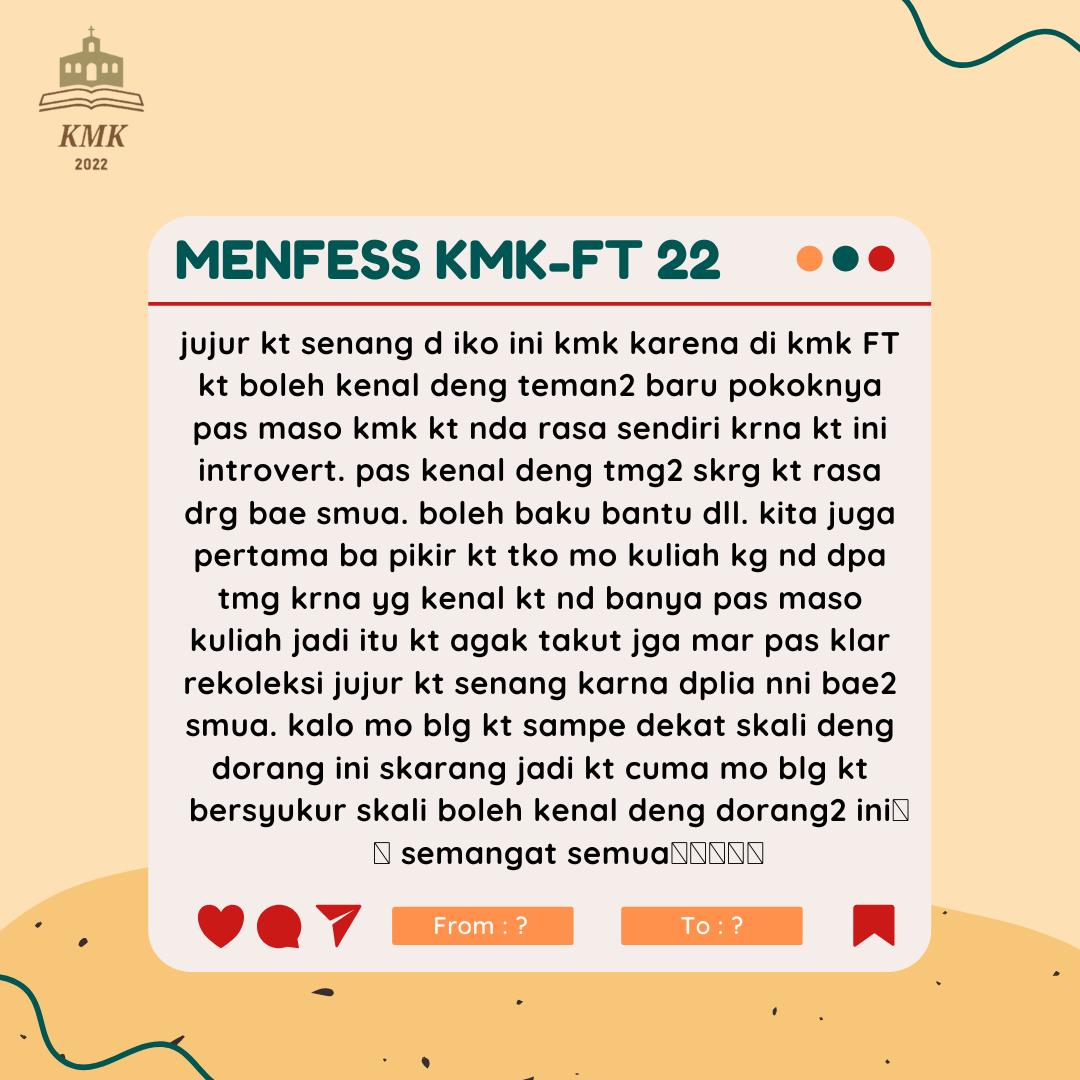 KMK
2022
MENFESS KMK-FT 22
jujur kt senang d iko ini kmk karena di kmk FT
kt boleh kenal deng teman2 baru pokoknya
pas maso kmk kt nda rasa sendiri krna kt ini
introvert. pas kenal deng tmg2 skrg kt rasa
drg bae smua. boleh baku bantu dll. kita juga
pertama ba pikir kt tko mo kuliah kg nd dpa
tmg krna yg kenal kt nd banya pas maso
kuliah jadi itu kt agak takut jga mar pas klar
rekoleksi jujur kt senang karna dplia nni bae2
smua. kalo mo blg kt sampe dekat skali deng
dorang ini skarang jadi kt cuma mo blg kt
bersyukur skali boleh kenal deng dorang2 ini
semangat semua
From : ?
To : ?